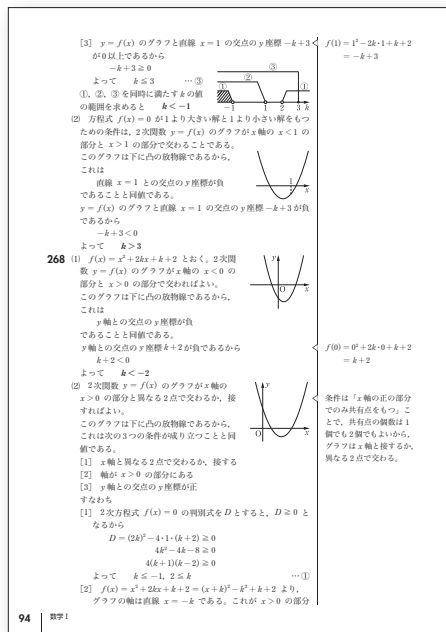 [3] y=f(x) のグラフと直線 x=1 の交点の y 座標 −k+3
が 0 以上であるから
−k+3≧0
よって k≦3 …③
①，②，③ を同時に満たす k の値
の範囲を求めると k<−1
③
②
① ①
−1 1 2 3 k
f(1)=1²−2k·1+k+2
=−k+3
(2) 方程式 f(x)=0 が 1 より大きい解と 1 より小さい解をもつ
ための条件は，2次関数 y=f(x) のグラフが x 軸の x<1 の
部分と x>1 の部分で交わることである。
このグラフは下に凸の放物線であるから，
これは
直線 x=1 との交点の y 座標が負
であることと同値である。
y=f(x) のグラフと直線 x=1 の交点の y 座標 −k+3 が負
であるから
−k+3<0
よって k>3
1 x
268 (1) f(x)=x²+2kx+k+2 とおく。2次関
数 y=f(x) のグラフが x 軸の x<0 の
部分と x>0 の部分で交わればよい。
このグラフは下に凸の放物線であるから，
これは
y 軸との交点の y 座標が負
であることと同値である。
y 軸との交点の y 座標 k+2 が負であるから
k+2<0
よって k<−2
y
O x
f(0)=0²+2k·0+k+2
=k+2
(2) 2次関数 y=f(x) のグラフが x 軸の
x>0 の部分と異なる 2 点で交わるか，接
すればよい。
このグラフは下に凸の放物線であるから，
これは次の 3 つの条件が成り立つことと同
値である。
[1] x 軸と異なる 2 点で交わるか，接する
[2] 軸が x>0 の部分にある
[3] y 軸との交点の y 座標が正
y
O x
条件は「x 軸の正の部分
でのみ共有点をもつ」こ
とで，共有点の個数は 1
個でも 2 個でもよいから，
グラフは x 軸と接するか，
異なる 2 点で交わる。
すなわち
[1] 2次方程式 f(x)=0 の判別式を D とすると，D≧0 と
なるから
D=(2k)²−4·1·(k+2)≧0
4k²−4k−8≧0
4(k+1)(k−2)≧0
よって k≦−1，2≦k …①
[2] f(x)=x²+2kx+k+2=(x+k)²−k²+k+2 より，
グラフの軸は直線 x=−k である。これが x>0 の部分
94 数学Ⅰ